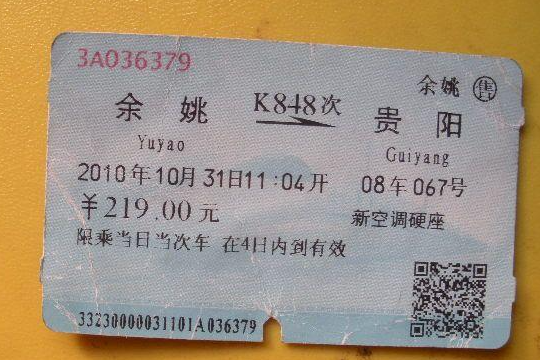 3A036379
余姚 售
余姚 K848次 贵阳
Yuyao Guiyang
2010年10月31日11:04开 08车067号
￥219.00元 新空调硬座
限乘当日当次车 在4日内到有效
33230000031101A036379